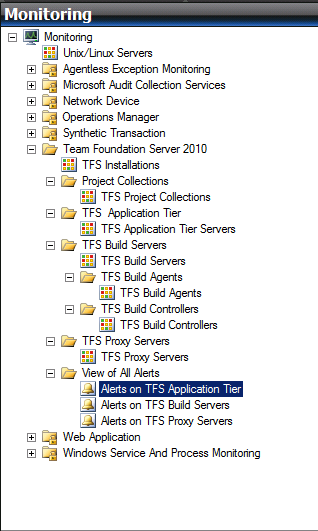 Monitoring
Monitoring
Unix/Linux Servers
Agentless Exception Monitoring
Microsoft Audit Collection Services
Network Device
Operations Manager
Synthetic Transaction
Team Foundation Server 2010
TFS Installations
Project Collections
TFS Project Collections
TFS  Application Tier
TFS Application Tier Servers
TFS Build Servers
TFS Build Servers
TFS Build Agents
TFS Build Agents
TFS Build Controllers
TFS Build Controllers
TFS Proxy Servers
TFS Proxy Servers
View of All Alerts
Alerts on TFS Application Tier
Alerts on TFS Build Servers
Alerts on TFS Proxy Servers
Web Application
Windows Service And Process Monitoring